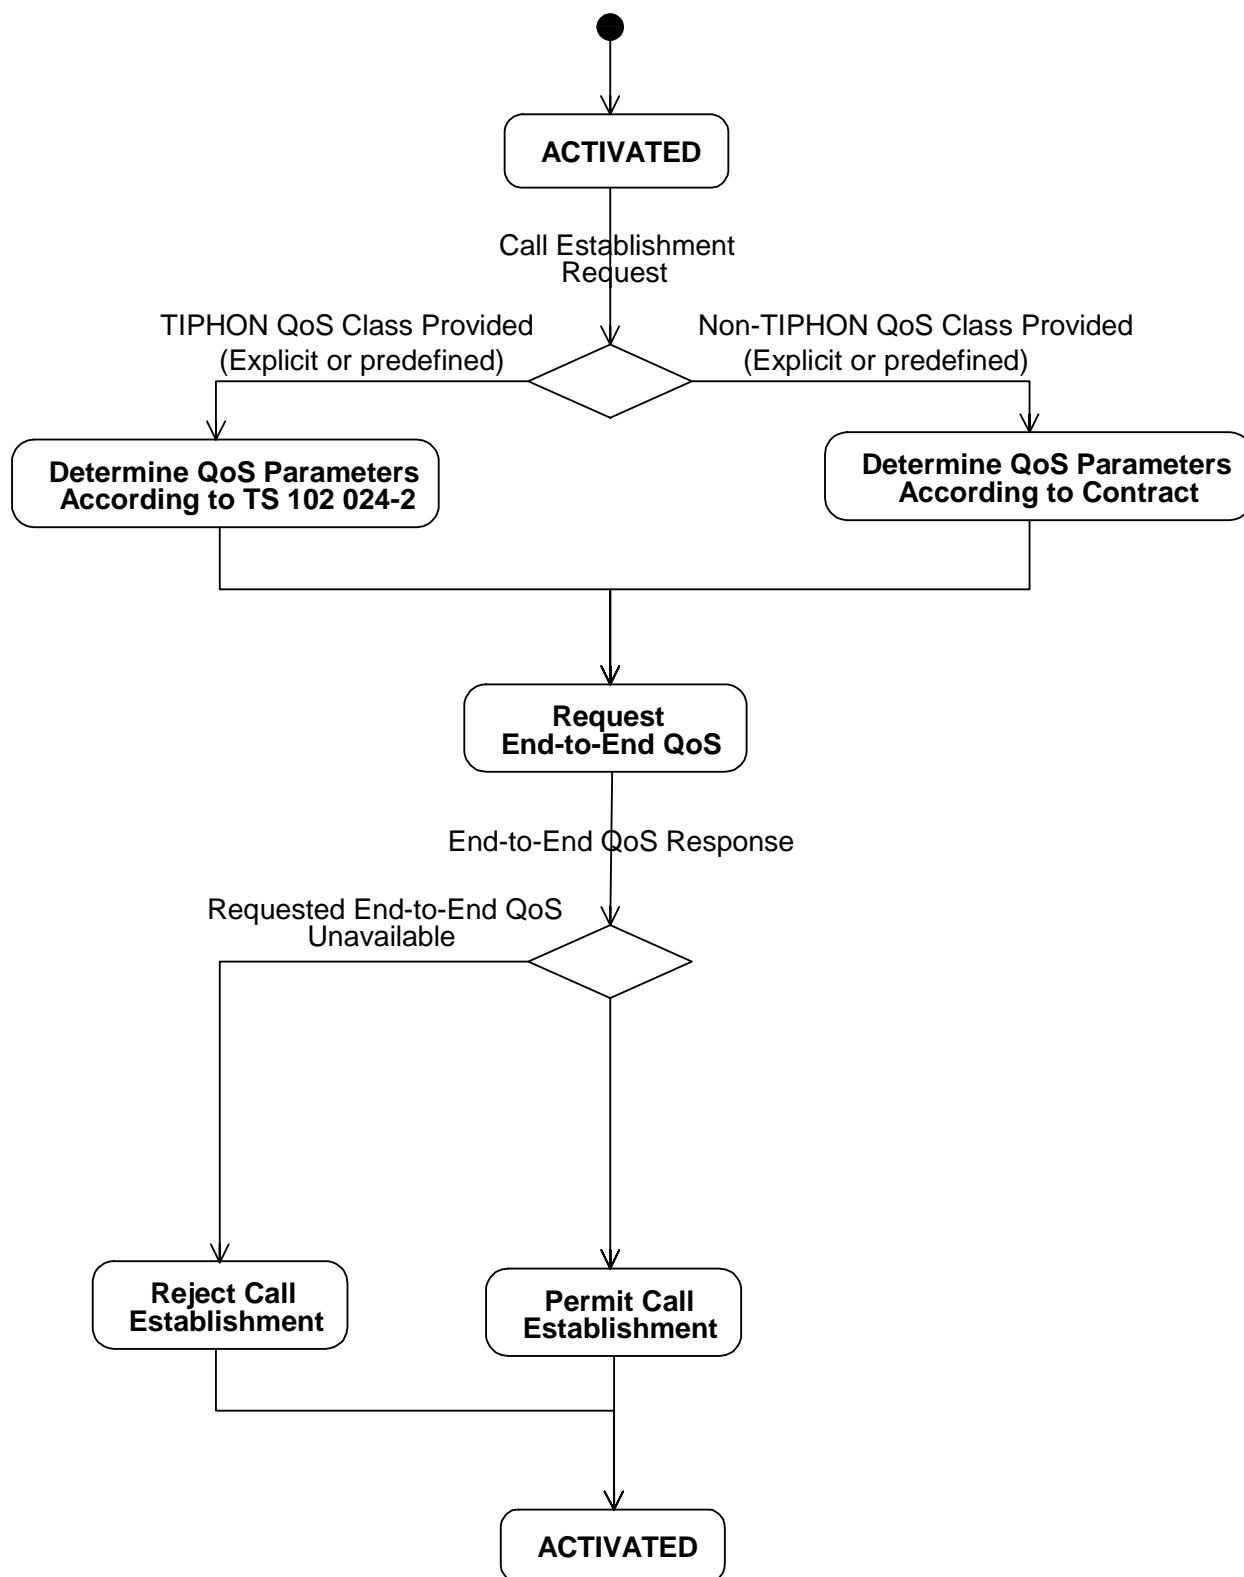 ACTIVATED
Call Establishment
Request
TIPHON QoS Class Provided
(Explicit or predefined)
Non-TIPHON QoS Class Provided
(Explicit or predefined)
Determine QoS Parameters
According to TS 102 024-2
Determine QoS Parameters
According to Contract
Request
End-to-End QoS
End-to-End QoS Response
Requested End-to-End QoS
Unavailable
Reject Call
Establishment
Permit Call
Establishment
ACTIVATED